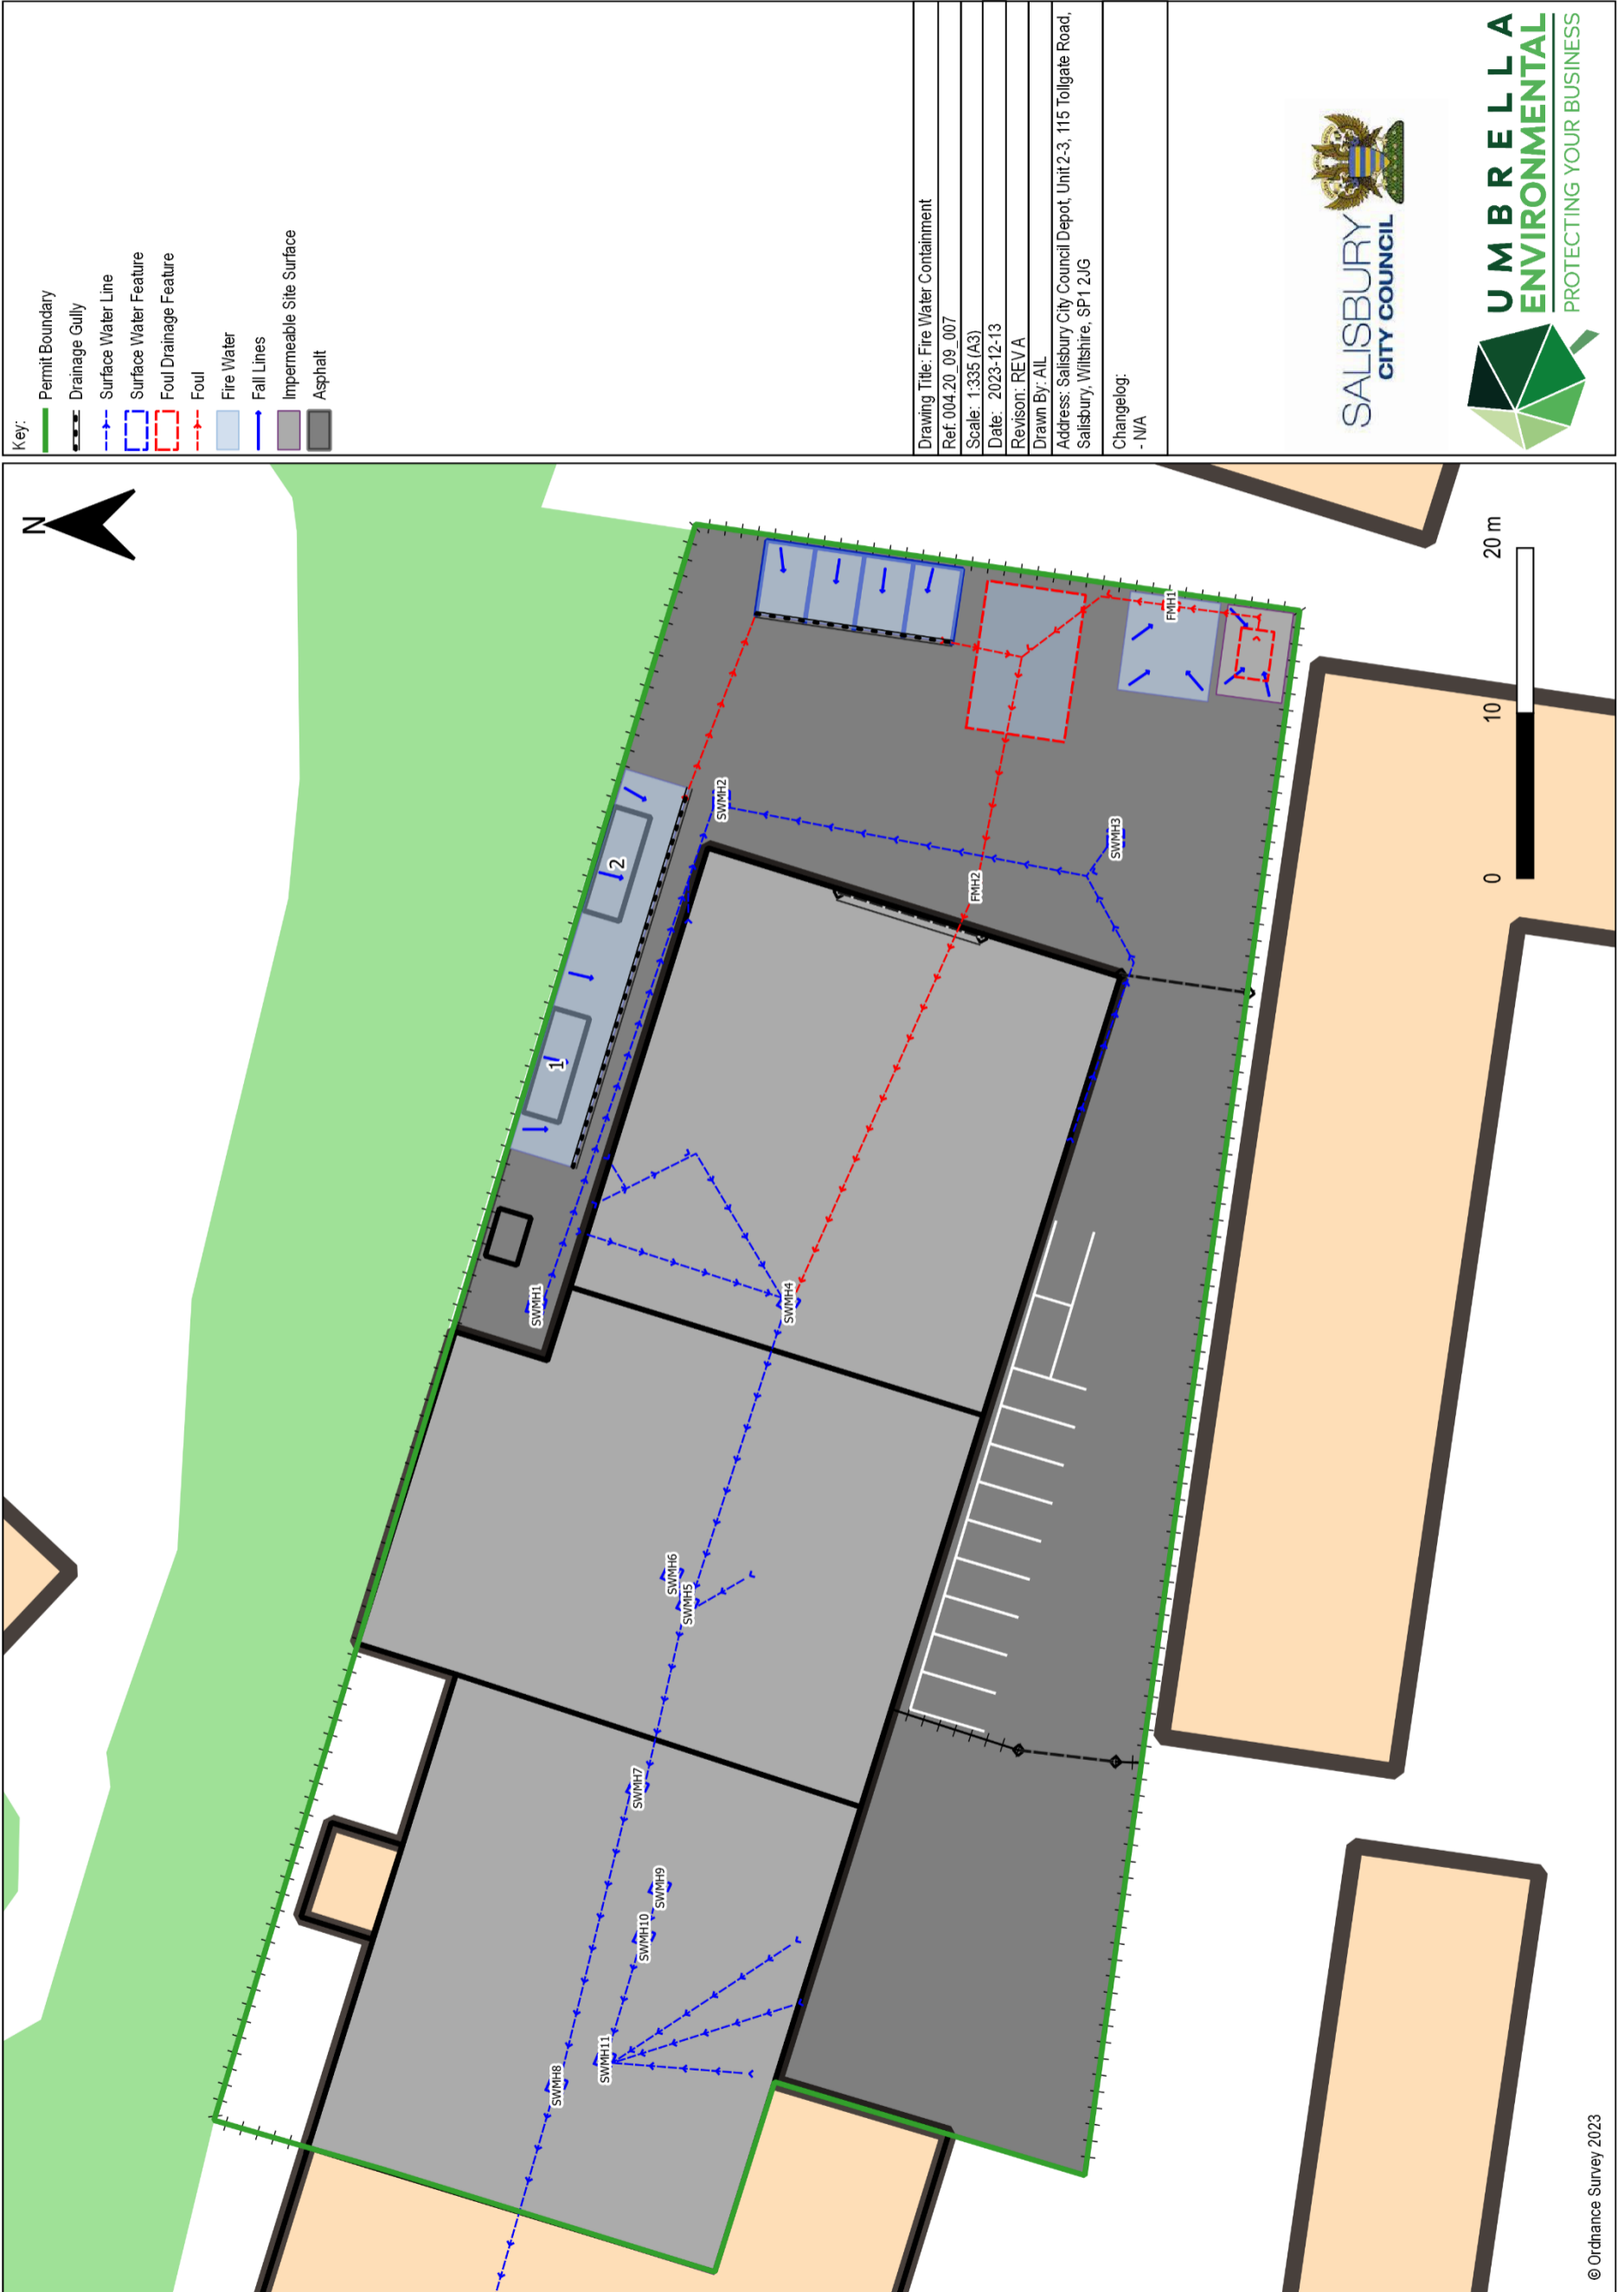 Key:
Permit Boundary
Drainage Gully
Surface Water Line
Surface Water Feature
Foul Drainage Feature
Foul
Fire Water
Fall Lines
Impermeable Site Surface
Asphalt
Drawing Title: Fire Water Containment
Ref: 004.20_09_007
Scale: 1:335 (A3)
Date: 2023-12-13
Revison: REV A
Drawn By: AIL
Address: Salisbury City Council Depot, Unit 2-3, 115 Tollgate Road,
Salisbury, Wiltshire, SP1 2JG
Changelog:
- N/A
SALISBURY
CITY COUNCIL
UMBRELLA
ENVIRONMENTAL
PROTECTING YOUR BUSINESS
N
SWMH8
SWMH11
SWMH10
SWMH9
SWMH7
SWMH5
SWMH6
SWMH1
SWMH4
1
2
SWMH2
FMH2
SWMH3
FMH1
0 10 20 m
© Ordnance Survey 2023